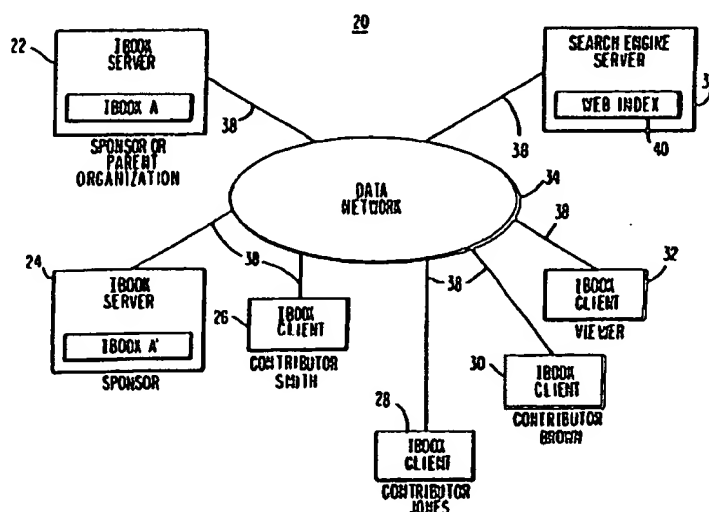 20
22
IBOOK
SERVER
IBOOK A
SPONSOR OR
PARENT
ORGANIZATION
38
SEARCH ENGINE
SERVER
WEB INDEX
40
38
DATA
NETWORK
34
24
IBOOK
SERVER
IBOOK A'
SPONSOR
38
26
IBOOK
CLIENT
CONTRIBUTOR
SMITH
28
IBOOK
CLIENT
CONTRIBUTOR
JONES
38
30
IBOOK
CLIENT
CONTRIBUTOR
BROWN
38
32
IBOOK CLIENT
VIEWER